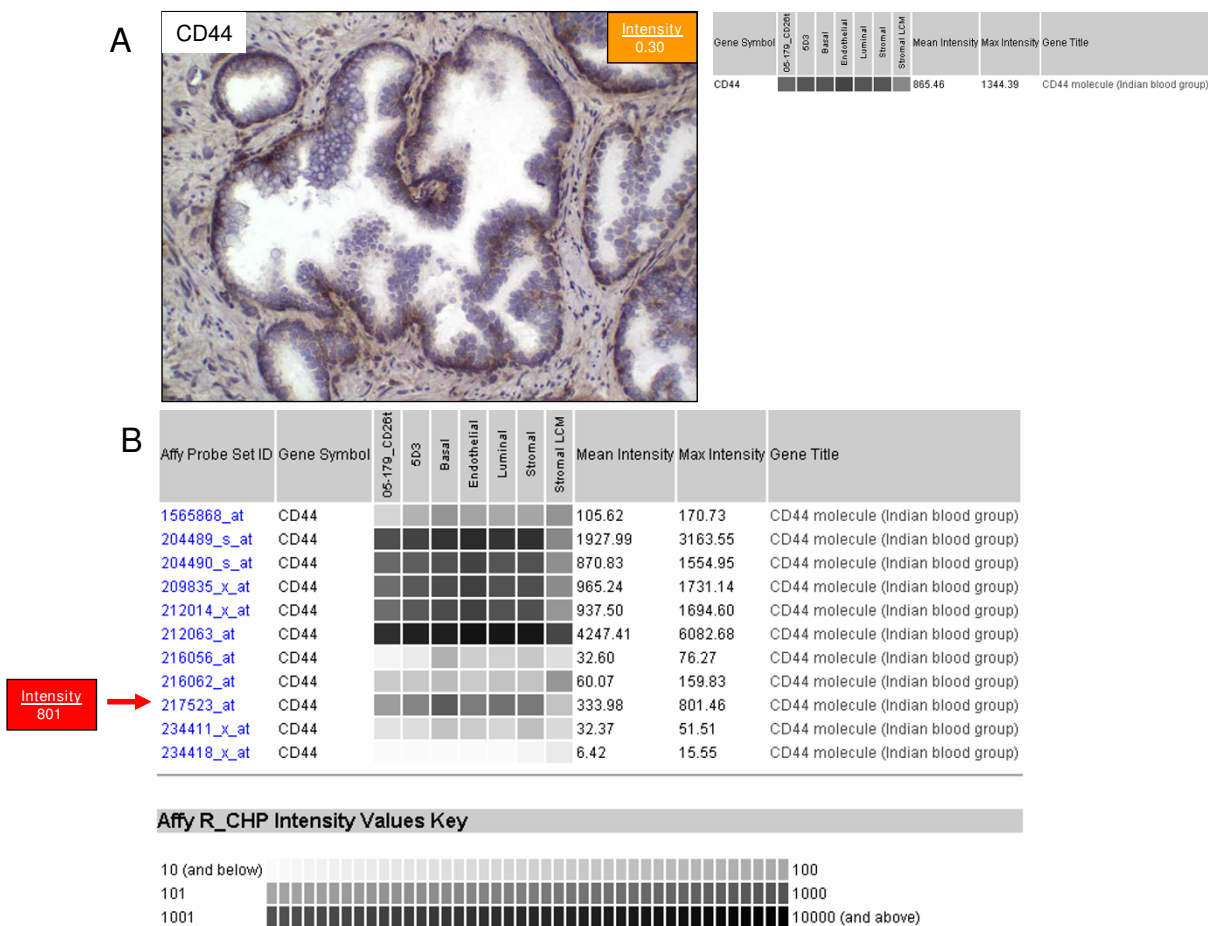 A
CD44
Intensity
0.30
Gene Symbol 05-179_CD26t 5D3 Basal Endothelial Luminal Stromal Stromal LCM Mean Intensity Max Intensity Gene Title
CD44 865.46 1344.39 CD44 molecule (Indian blood group)
B
Affy Probe Set ID Gene Symbol 05-179_CD26t 5D3 Basal Endothelial Luminal Stromal Stromal LCM Mean Intensity Max Intensity Gene Title
1565868_at CD44 105.62 170.73 CD44 molecule (Indian blood group)
204489_s_at CD44 1927.99 3163.55 CD44 molecule (Indian blood group)
204490_s_at CD44 870.83 1554.95 CD44 molecule (Indian blood group)
209835_x_at CD44 965.24 1731.14 CD44 molecule (Indian blood group)
212014_x_at CD44 937.50 1694.60 CD44 molecule (Indian blood group)
212063_at CD44 4247.41 6082.68 CD44 molecule (Indian blood group)
216056_at CD44 32.60 76.27 CD44 molecule (Indian blood group)
216062_at CD44 60.07 159.83 CD44 molecule (Indian blood group)
Intensity
801
217523_at CD44 333.98 801.46 CD44 molecule (Indian blood group)
234411_x_at CD44 32.37 51.51 CD44 molecule (Indian blood group)
234418_x_at CD44 6.42 15.55 CD44 molecule (Indian blood group)
Affy R_CHP Intensity Values Key
10 (and below) 100
101 1000
1001 10000 (and above)